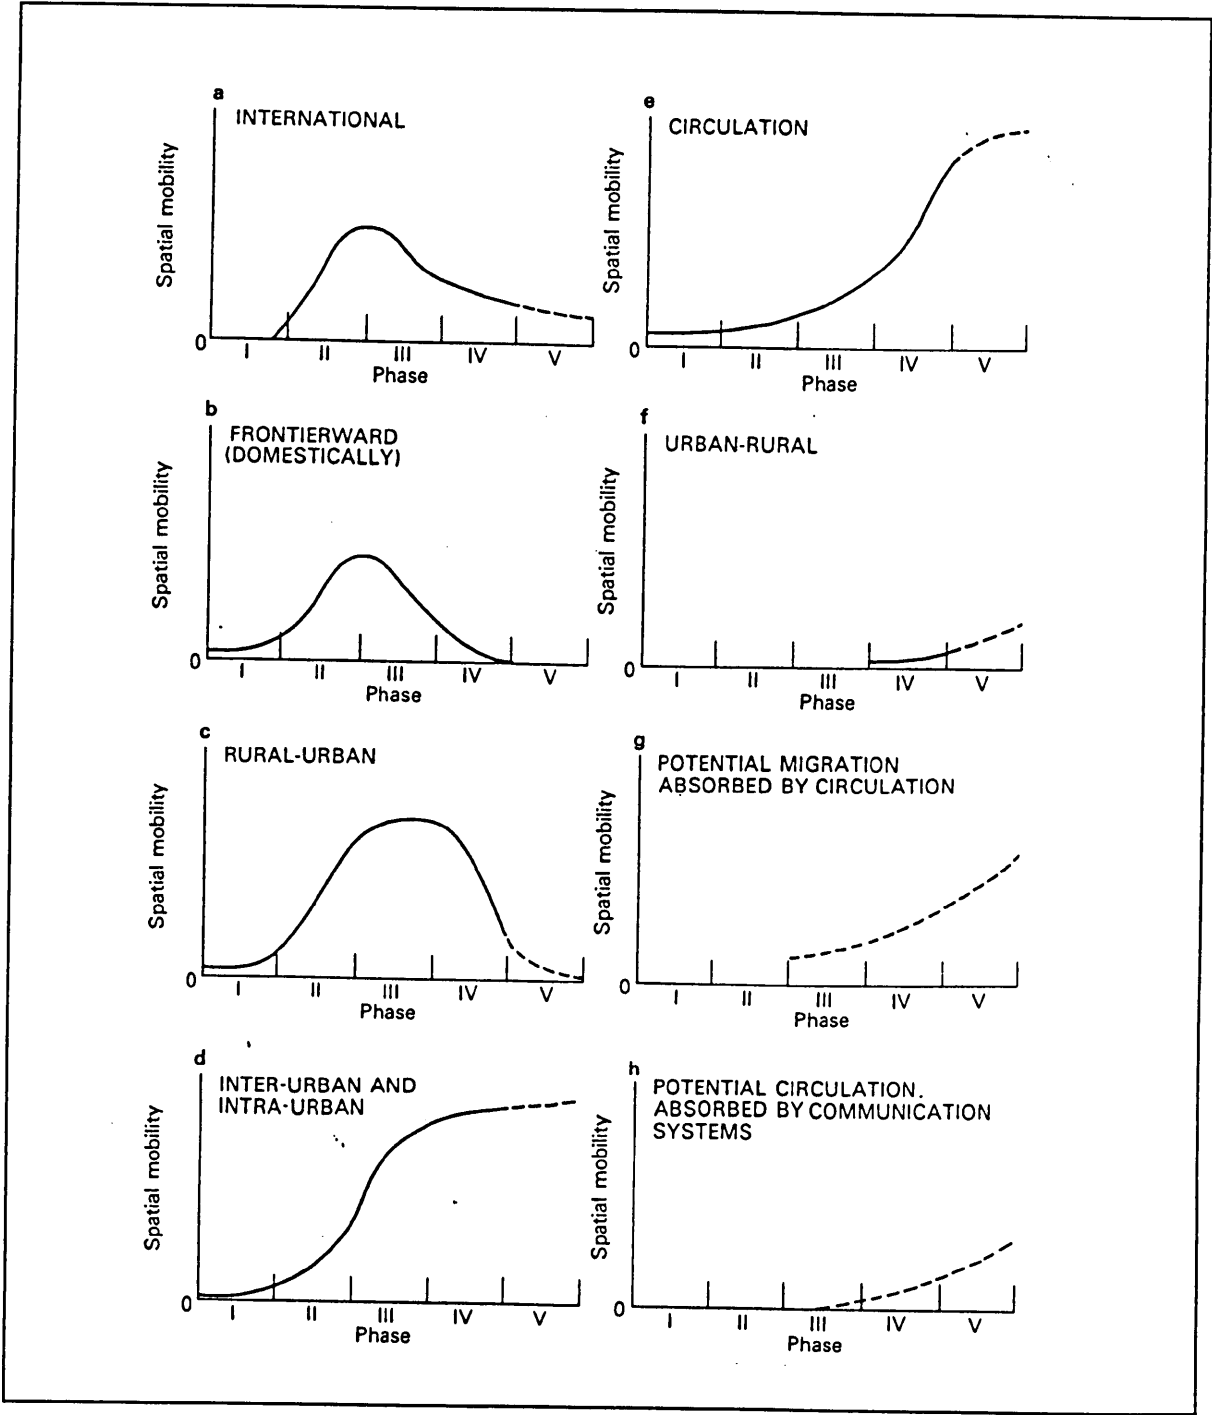 a
INTERNATIONAL
Spatial mobility
0
I II III IV V
Phase
b
FRONTIERWARD
(DOMESTICALLY)
Spatial mobility
0
I II III IV V
Phase
c
RURAL-URBAN
Spatial mobility
0
I II III IV V
Phase
d
INTER-URBAN AND
INTRA-URBAN
Spatial mobility
0
I II III IV V
Phase
e
CIRCULATION
Spatial mobility
0
I II III IV V
Phase
f
URBAN-RURAL
Spatial mobility
0
I II III IV V
Phase
g
POTENTIAL MIGRATION
ABSORBED BY CIRCULATION
Spatial mobility
0
I II III IV V
Phase
h
POTENTIAL CIRCULATION.
ABSORBED BY COMMUNICATION
SYSTEMS
Spatial mobility
0
I II III IV V
Phase